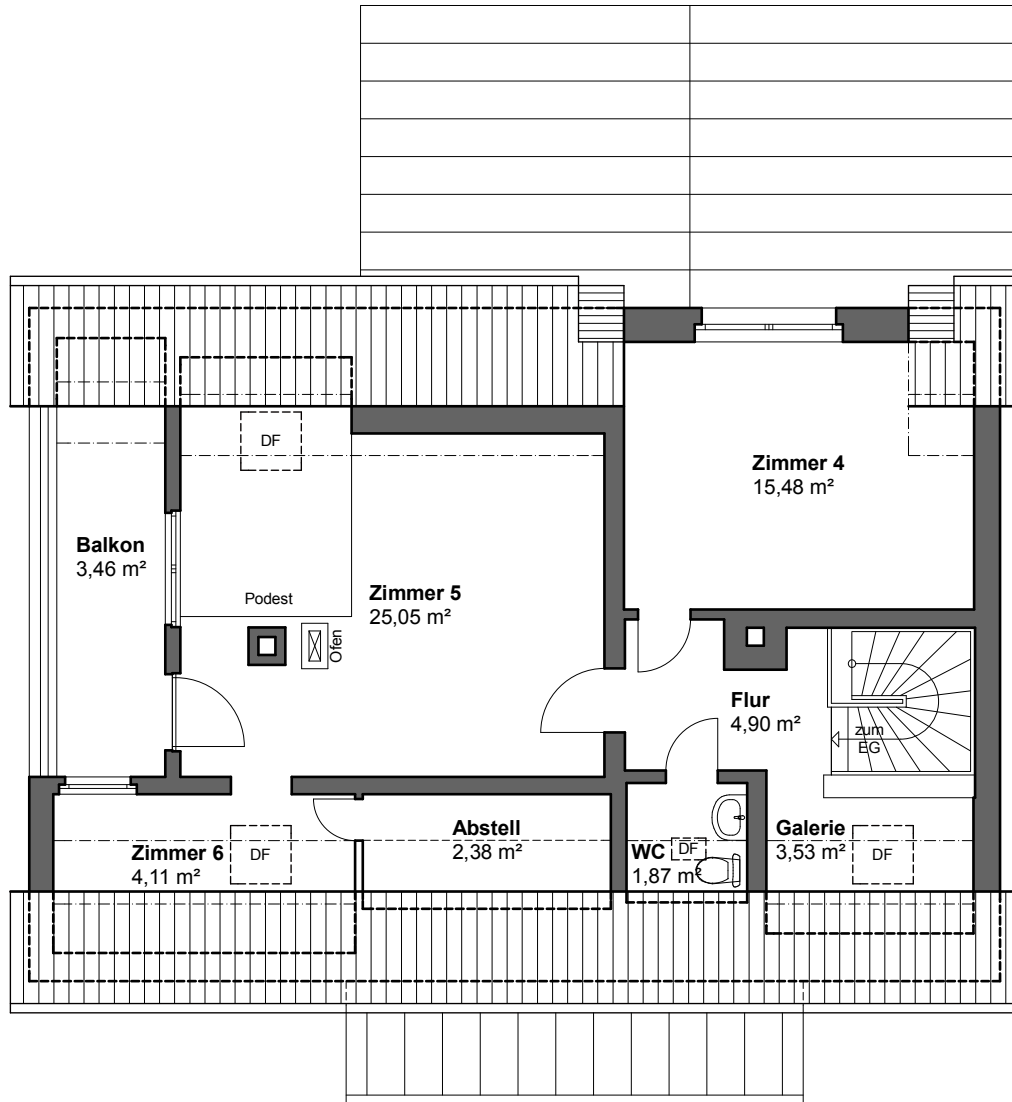 DF
Zimmer 4
15,48 m²
Balkon
3,46 m²
Zimmer 5
25,05 m²
Podest
Ofen
Flur
4,90 m²
zum
EG
Abstell
2,38 m²
Galerie
3,53 m²
DF
Zimmer 6
4,11 m²
DF
WC
1,87 m²
DF